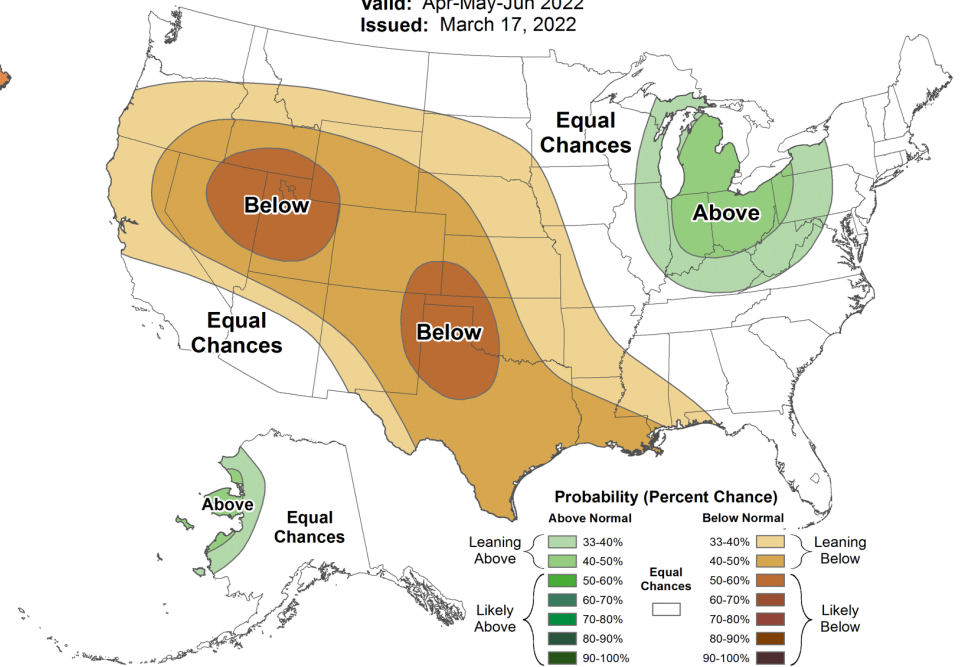 Valid: Apr-May-Jun 2022
Issued: March 17, 2022
Equal
Chances
Above
Below
Below
Equal
Chances
Above
Equal
Chances
Probability (Percent Chance)
Above Normal
Below Normal
Leaning
Above
33-40%
40-50%
50-60%
60-70%
70-80%
80-90%
90-100%
Likely
Above
Equal
Chances
33-40%
40-50%
50-60%
60-70%
70-80%
80-90%
90-100%
Leaning
Below
Likely
Below